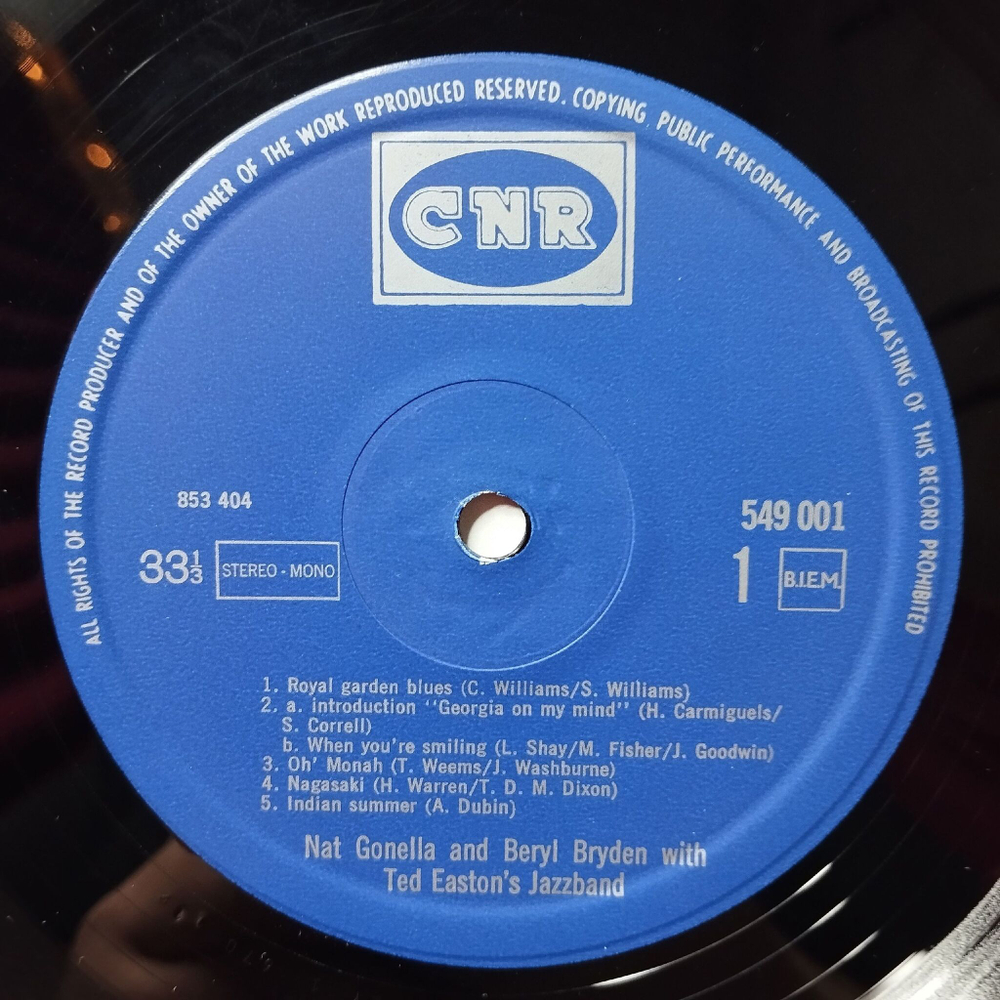 ALL RIGHTS OF THE RECORD PRODUCER AND OF THE OWNER OF THE WORK REPRODUCED RESERVED. COPYING, PUBLIC PERFORMANCE AND BROADCASTING OF THIS RECORD PROHIBITED
CNR
853 404
549 001
33⅓ STEREO - MONO
1 B.I.E.M.
1. Royal garden blues (C. Williams/S. Williams)
2. a. introduction "Georgia on my mind" (H. Carmiguels/
S. Correll)
b. When you're smiling (L. Shay/M. Fisher/J. Goodwin)
3. Oh' Monah (T. Weems/J. Washburne)
4. Nagasaki (H. Warren/T. D. M. Dixon)
5. Indian summer (A. Dubin)
Nat Gonella and Beryl Bryden with
Ted Easton's Jazzband